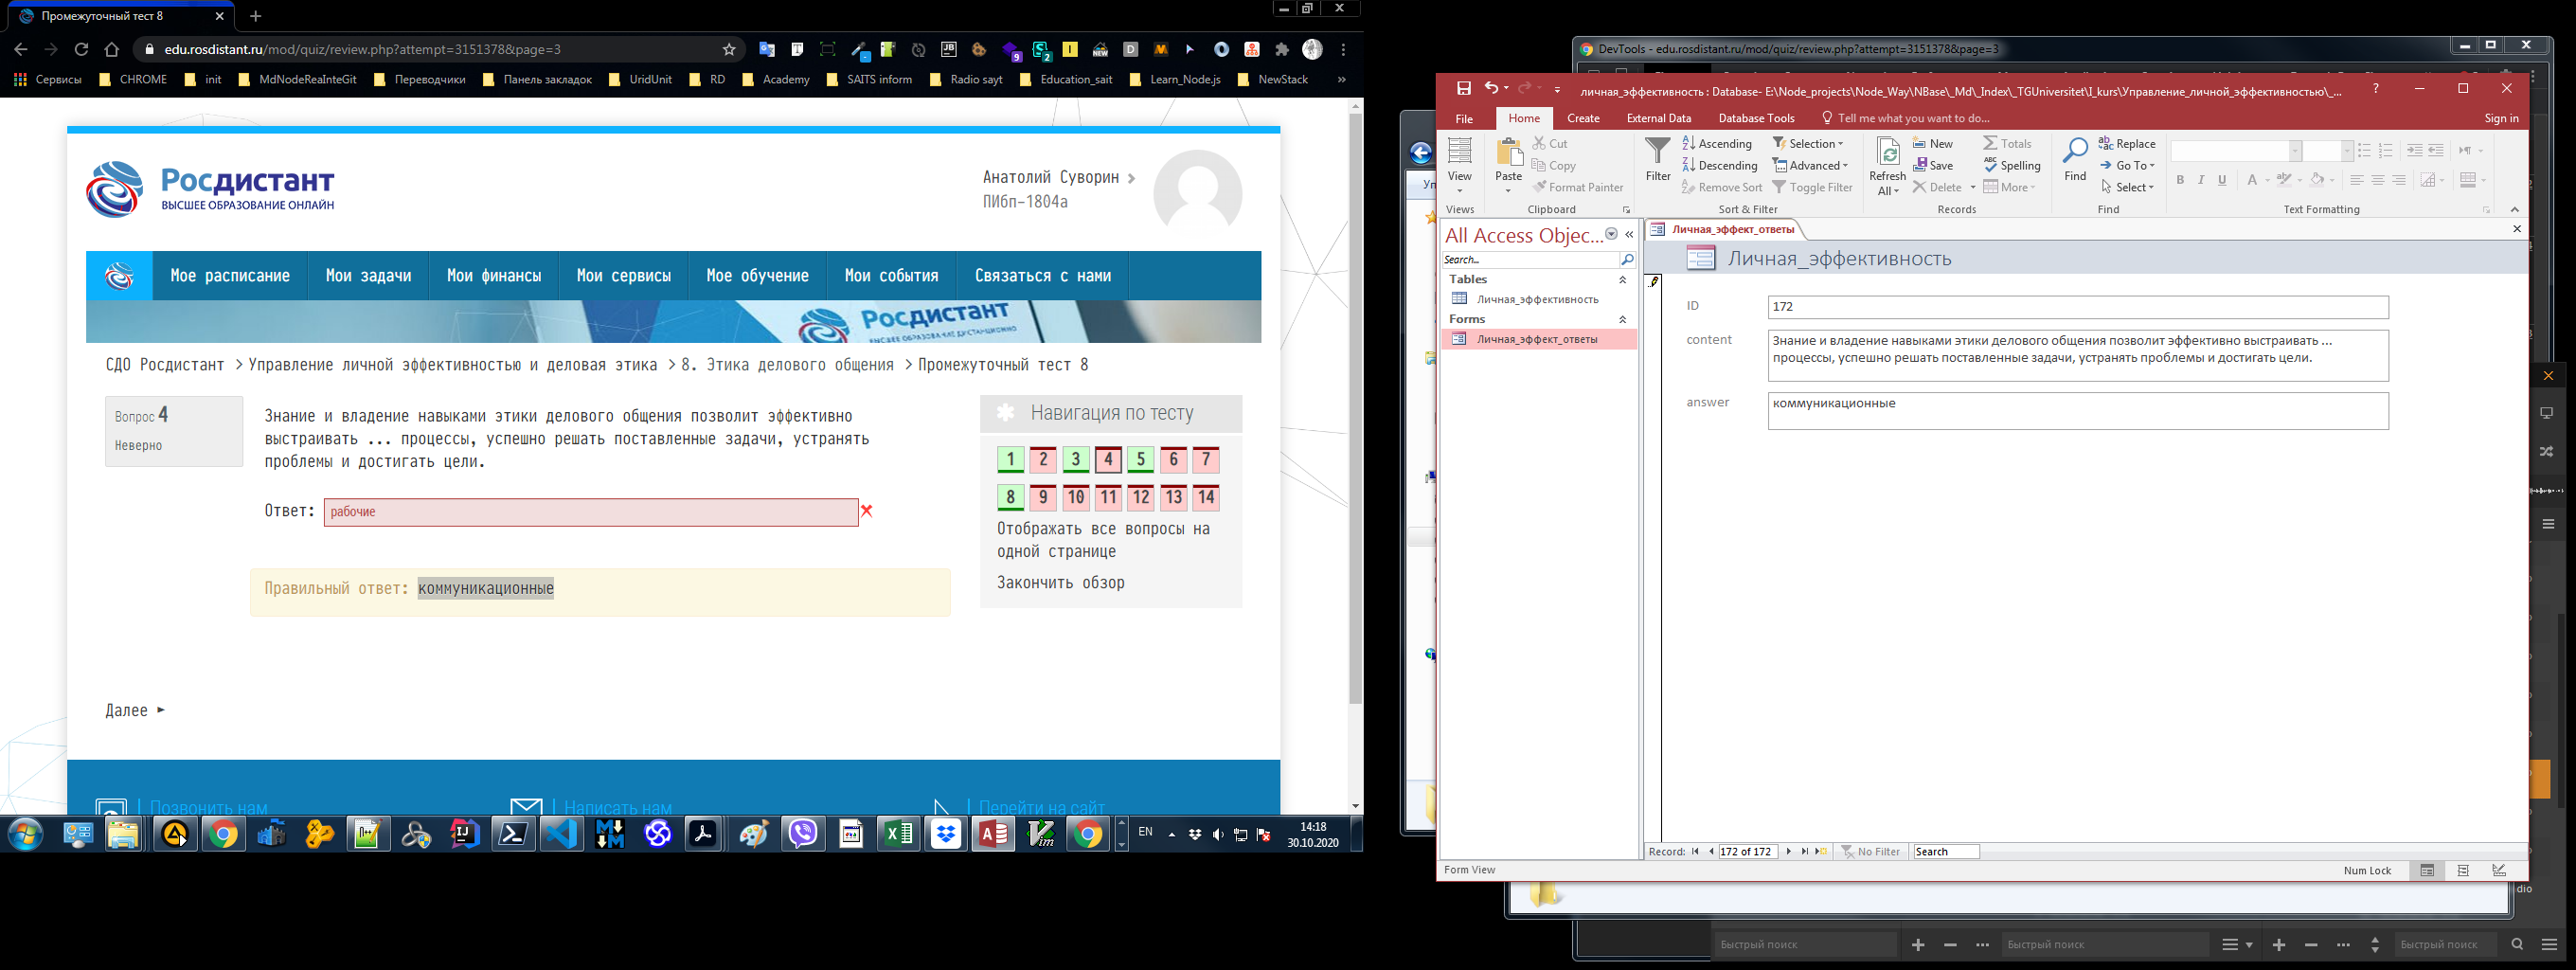 Промежуточный тест 8
edu.rosdistant.ru/mod/quiz/review.php?attempt=3151378&page=3
Сервисы CHROME init MdNodeReaInteGit Переводчики Панель закладок UridUnit RD Academy SAITS inform Radio sayt Education_sait Learn_Node.js NewStack »
Росдистант
ВЫСШЕЕ ОБРАЗОВАНИЕ ОНЛАЙН
Анатолий Суворин
ПИбп-1804а
Мое расписание Мои задачи Мои финансы Мои сервисы Мое обучение Мои события Связаться с нами
Росдистант
СДО Росдистант > Управление личной эффективностью и деловая этика > 8. Этика делового общения > Промежуточный тест 8
Вопрос 4
Неверно
Знание и владение навыками этики делового общения позволит эффективно
выстраивать ... процессы, успешно решать поставленные задачи, устранять
проблемы и достигать цели.
Ответ: рабочие
Правильный ответ: коммуникационные
Навигация по тесту
1 2 3 4 5 6 7
8 9 10 11 12 13 14
Отображать все вопросы на
одной странице
Закончить обзор
Далее ►
Позвонить нам Написать нам Перейти на сайт
EN
14:18
30.10.2020
DevTools - edu.rosdistant.ru/mod/quiz/review.php?attempt=3151378&page=3
личная_эффективность : Database- E:\Node_projects\Node_Way\NBase\_Md\_Index\_TGUniversitet\I_kurs\Управление_личной_эффективностью\_...
File Home Create External Data Database Tools Tell me what you want to do... Sign in
View
Views
Paste
Cut
Copy
Format Painter
Clipboard
Filter
Ascending
Descending
Remove Sort
Selection
Advanced
Toggle Filter
Sort & Filter
Refresh
All
New
Save
Delete
Totals
Spelling
More
Records
Find
Replace
Go To
Select
Find
B I U A
Text Formatting
All Access Objec... «
Search...
Tables
Личная_эффективность
Forms
Личная_эффект_ответы
Личная_эффект_ответы
Личная_эффективность
ID 172
content Знание и владение навыками этики делового общения позволит эффективно выстраивать ...
процессы, успешно решать поставленные задачи, устранять проблемы и достигать цели.
answer коммуникационные
Record: 172 of 172 No Filter Search
Form View Num Lock
dio
Быстрый поиск Быстрый поиск Быстрый поиск